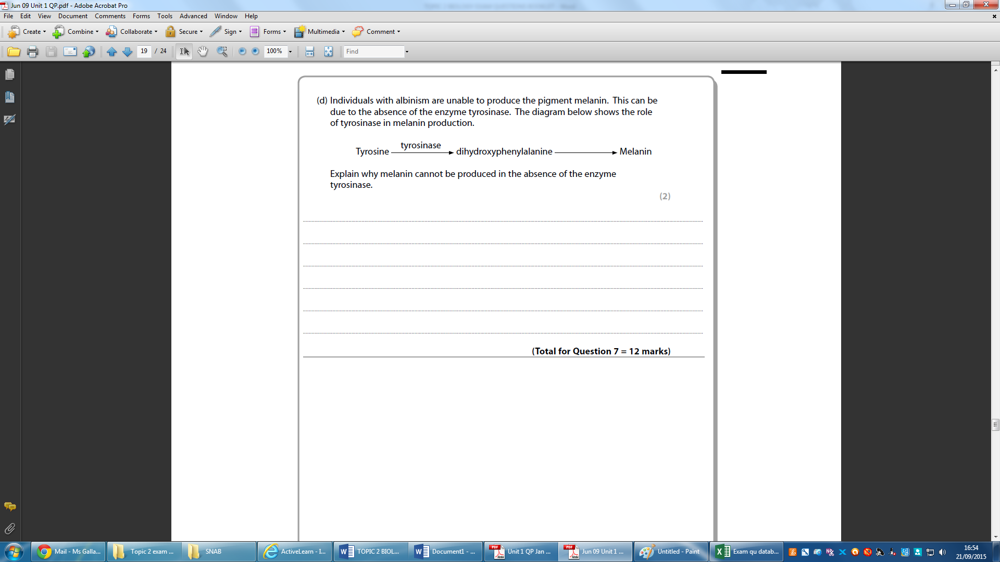 Jun 09 Unit 1 QP.pdf - Adobe Acrobat Pro
File Edit View Document Comments Forms Tools Advanced Window Help
Create Combine Collaborate Secure Sign Forms Multimedia Comment
19 / 24 100% Find
(d) Individuals with albinism are unable to produce the pigment melanin. This can be
due to the absence of the enzyme tyrosinase. The diagram below shows the role
of tyrosinase in melanin production.
tyrosinase
Tyrosine dihydroxyphenylalanine Melanin
Explain why melanin cannot be produced in the absence of the enzyme
tyrosinase.
(2)
(Total for Question 7 = 12 marks)
Mail - Ms Galla... Topic 2 exam ... SNAB ActiveLearn - I... TOPIC 2 BIOL... Document1 - ... Unit 1 QP Jan ... Jun 09 Unit 1 ... Untitled - Paint Exam qu datab... 16:54
21/09/2015